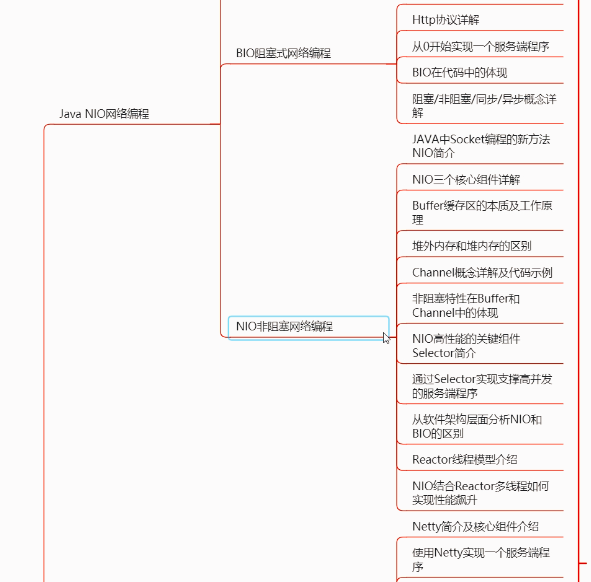 Http协议详解
BIO阻塞式网络编程
从0开始实现一个服务端程序
BIO在代码中的体现
阻塞/非阻塞/同步/异步概念详
解
Java NIO网络编程
JAVA中Socket编程的新方法
NIO简介
NIO三个核心组件详解
Buffer缓存区的本质及工作原
理
堆外内存和堆内存的区别
Channel概念详解及代码示例
非阻塞特性在Buffer和
Channel中的体现
NIO非阻塞网络编程
NIO高性能的关键组件
Selector简介
通过Selector实现支撑高并发
的服务端程序
从软件架构层面分析NIO和
BIO的区别
Reactor线程模型介绍
NIO结合Reactor多线程如何
实现性能飙升
Netty简介及核心组件介绍
使用Netty实现一个服务端程
序